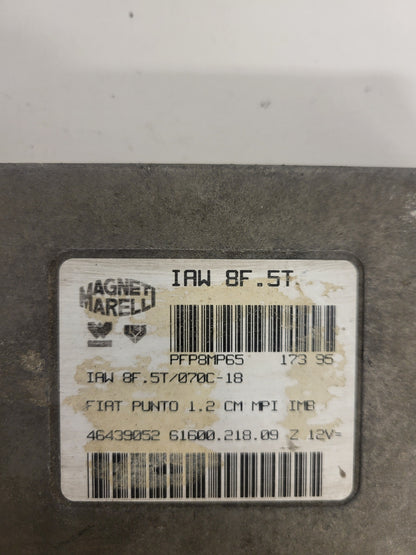 IAW 8F.5T
MAGNETI
MARELLI
PFP8MP65 173 95
IAW 8F.5T/070C-18
FIAT PUNTO 1.2 CM MPI IMB
46439052 61600.218.09 Z 12V=